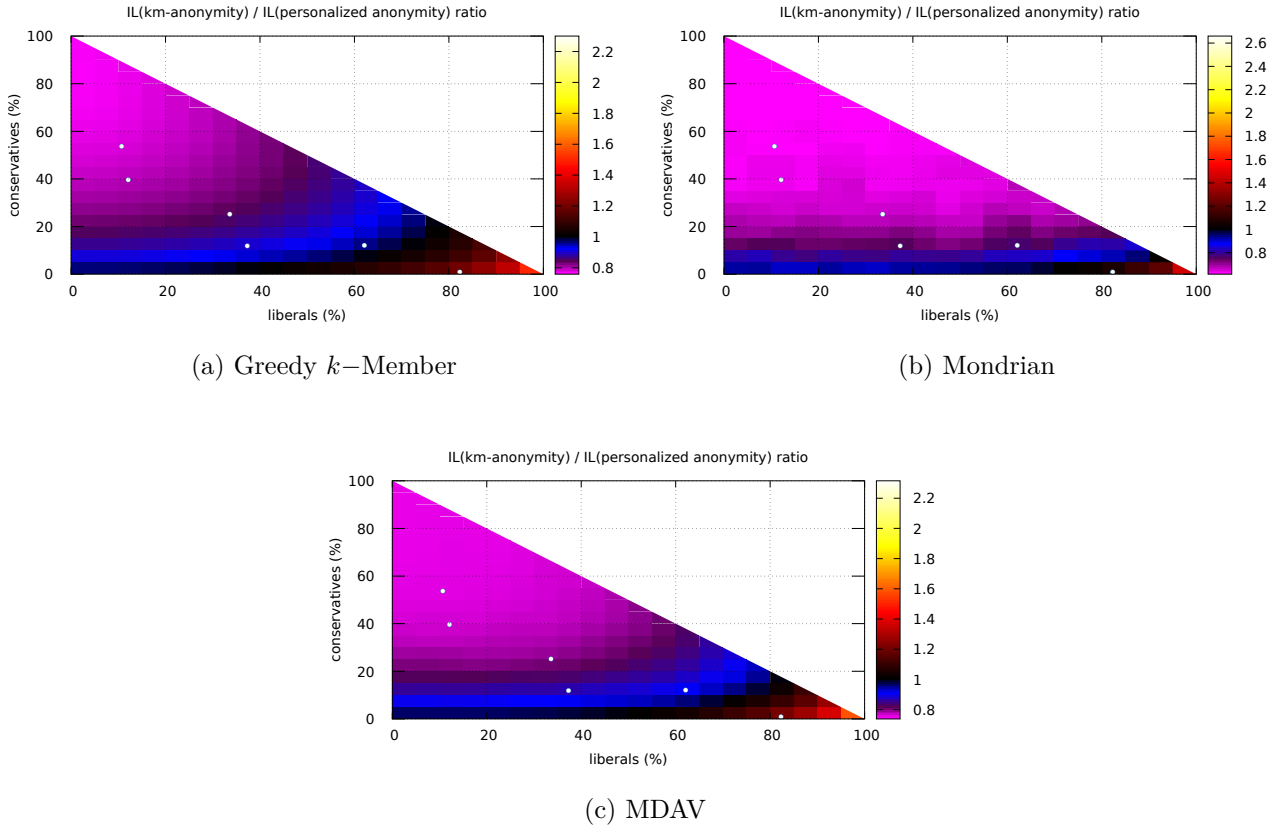 IL(km-anonymity) / IL(personalized anonymity) ratio
100
80
60
40
20
0
conservatives (%)
0 20 40 60 80 100
liberals (%)
2.2
2
1.8
1.6
1.4
1.2
1
0.8
(a) Greedy k−Member
IL(km-anonymity) / IL(personalized anonymity) ratio
100
80
60
40
20
0
conservatives (%)
0 20 40 60 80 100
liberals (%)
2.6
2.4
2.2
2
1.8
1.6
1.4
1.2
1
0.8
(b) Mondrian
IL(km-anonymity) / IL(personalized anonymity) ratio
100
80
60
40
20
0
conservatives (%)
0 20 40 60 80 100
liberals (%)
2.2
2
1.8
1.6
1.4
1.2
1
0.8
(c) MDAV